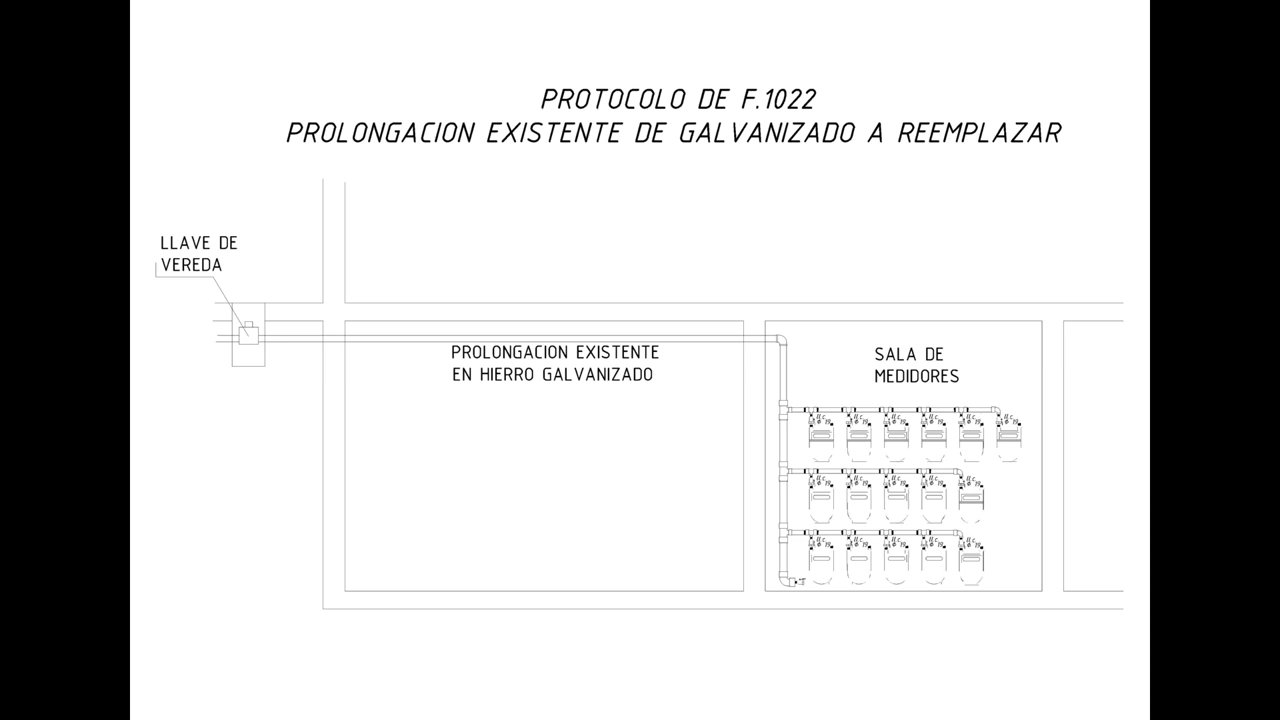 PROTOCOLO DE F.1022
PROLONGACION EXISTENTE DE GALVANIZADO A REEMPLAZAR
LLAVE DE
VEREDA
PROLONGACION EXISTENTE
EN HIERRO GALVANIZADO
SALA DE
MEDIDORES